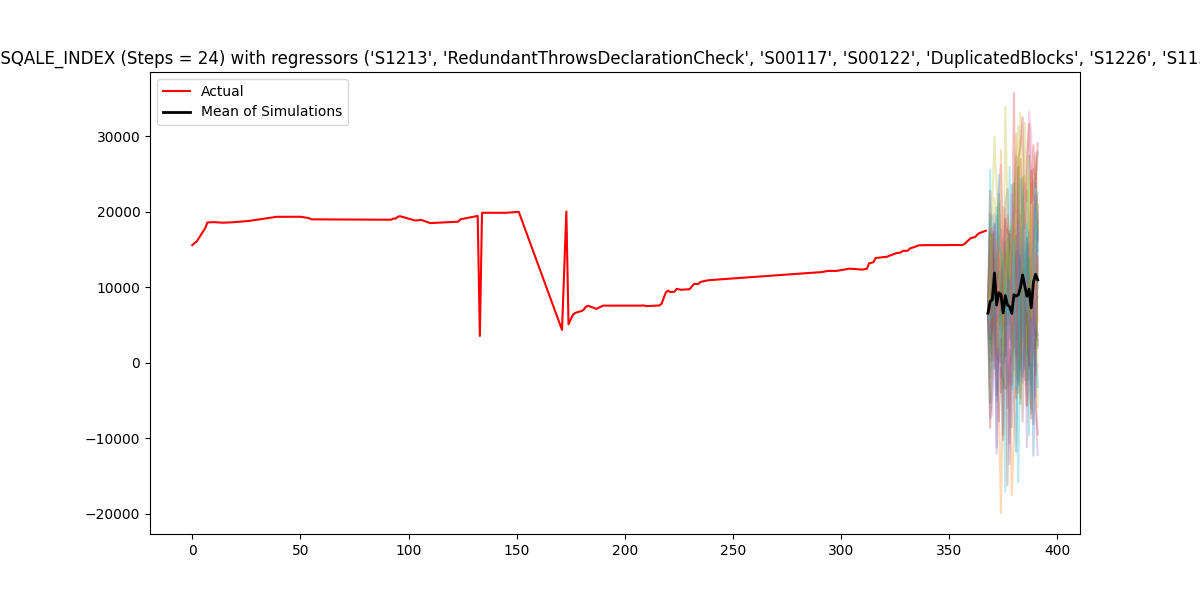 SQALE_INDEX (Steps = 24) with regressors ('S1213', 'RedundantThrowsDeclarationCheck', 'S00117', 'S00122', 'DuplicatedBlocks', 'S1226', 'S11
Actual
Mean of Simulations
30000
20000
10000
0
−10000
−20000
0 50 100 150 200 250 300 350 400